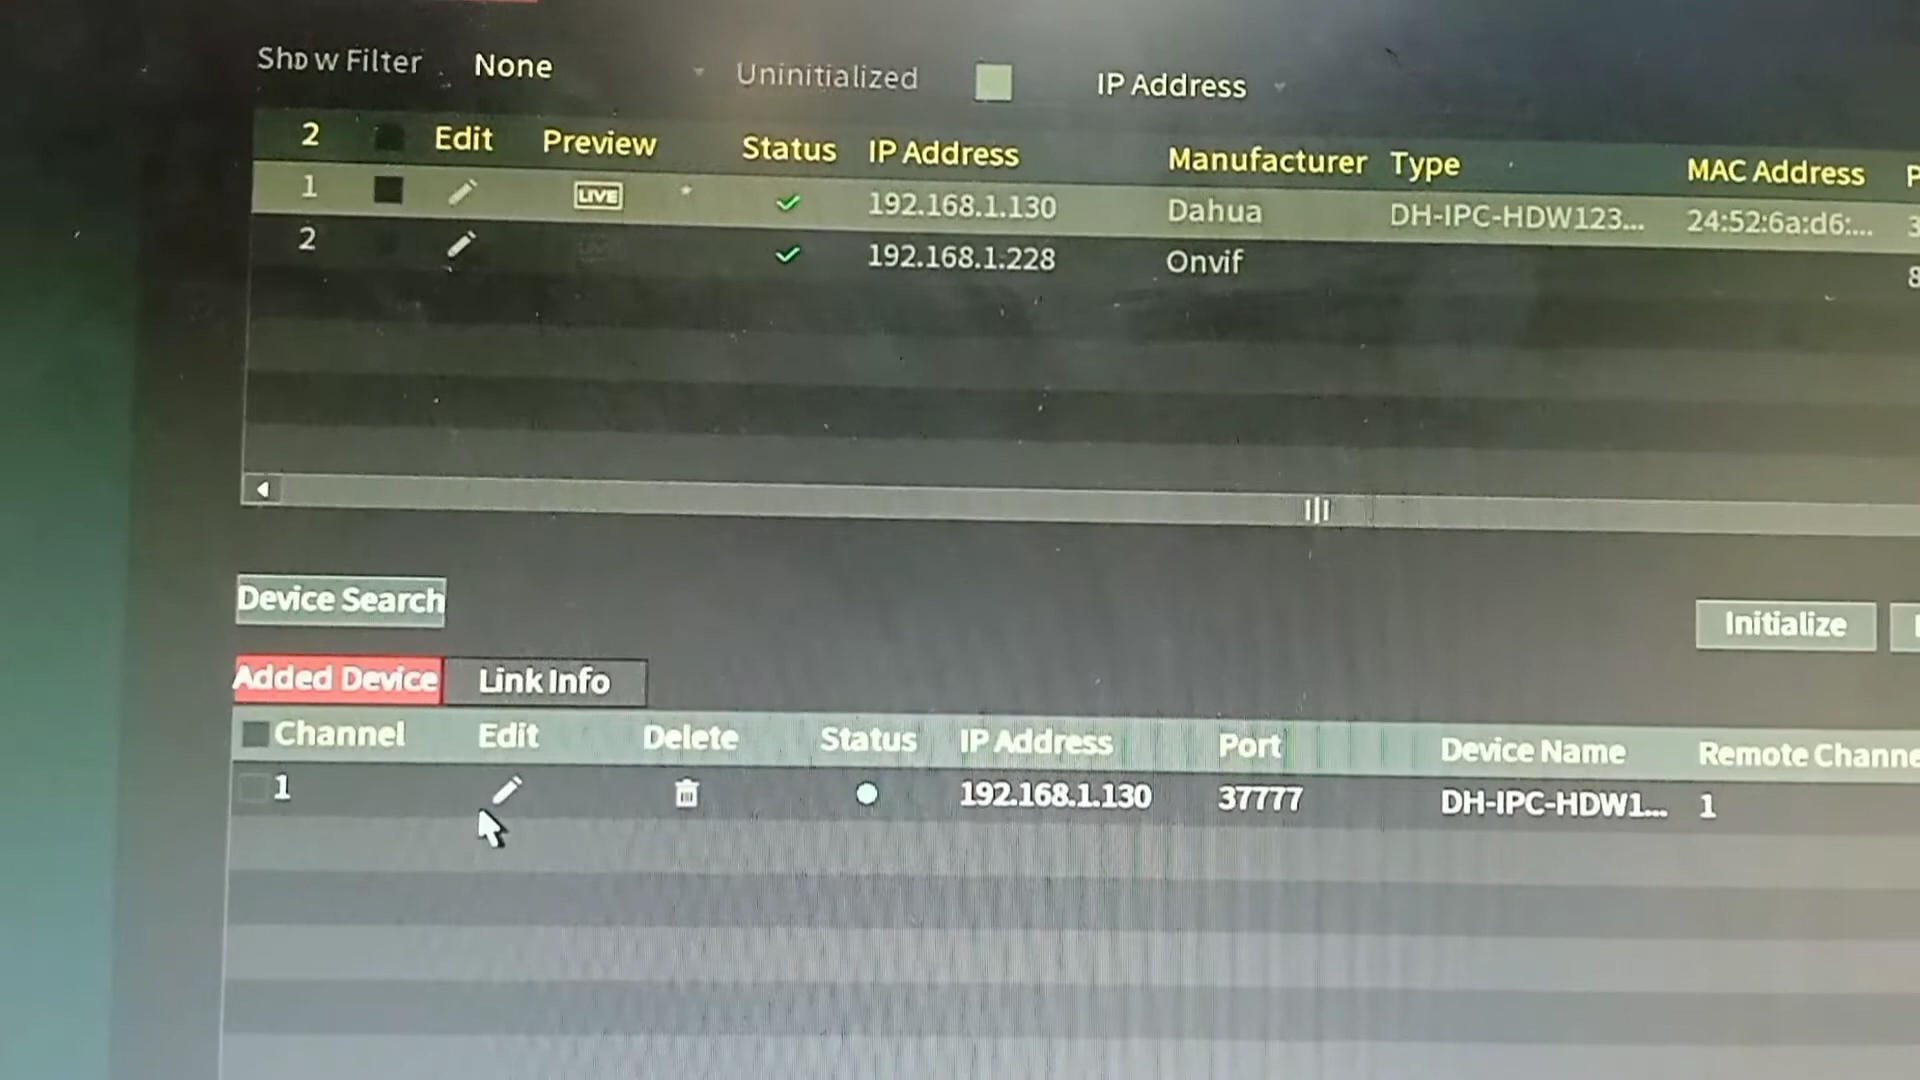 Show Filter None Uninitialized IP Address
2 Edit Preview Status IP Address Manufacturer Type MAC Address
1 LIVE 192.168.1.130 Dahua DH-IPC-HDW123... 24:52:6a:d6:...
2 LIVE 192.168.1.228 Onvif
Device Search
Initialize
Added Device Link Info
Channel Edit Delete Status IP Address Port Device Name Remote Channe
1 192.168.1.130 37777 DH-IPC-HDW1... 1